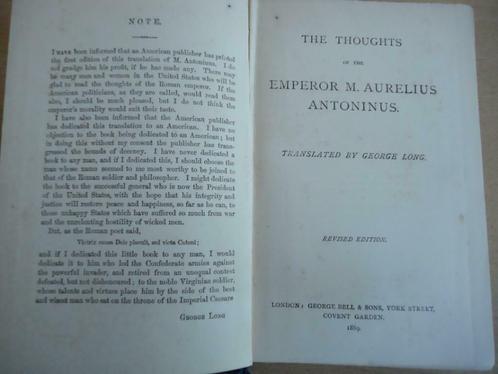 NOTE.
I HAVE been informed that an American publisher has printed
the first edition of this translation of M. Antoninus. I do
not grudge him his profit, if he has made any. There may
be many men and women in the United States who will be
glad to read the thoughts of the Roman emperor. If the
American politicians, as they are called, would read them
also, I should be much pleased, but I do not think the
emperor's morality would suit their taste.
I have also been informed that the American publisher
has dedicated this translation to an American. I have no
objection to the book being dedicated to an American; but
in doing this without my consent the publisher has trans-
gressed the bounds of decency. I have never dedicated a
book to any man, and if I dedicated this, I should choose the
man whose name seemed to me most worthy to be joined to
that of the Roman soldier and philosopher. I might dedicate
the book to the successful general who is now the President
of the United States, with the hope that his integrity and
justice will restore peace and happiness, so far as he can, to
those unhappy States which have suffered so much from war
and the unrelenting hostility of wicked men.
But, as the Roman poet said,
Victrix causa Deis placuit, sed victa Catoni;
and if I dedicated this little book to any man, I would
dedicate it to him who led the Confederate armies against
the powerful invader, and retired from an unequal contest
defeated, but not dishonoured; to the noble Virginian soldier,
whose talents and virtues place him by the side of the best
and wisest man who sat on the throne of the Imperial Caesars
GEORGE LONG
THE THOUGHTS
OF THE
EMPEROR M. AURELIUS
ANTONINUS.
TRANSLATED BY GEORGE LONG.
REVISED EDITION.
LONDON: GEORGE BELL & SONS, YORK STREET,
COVENT GARDEN.
1889.